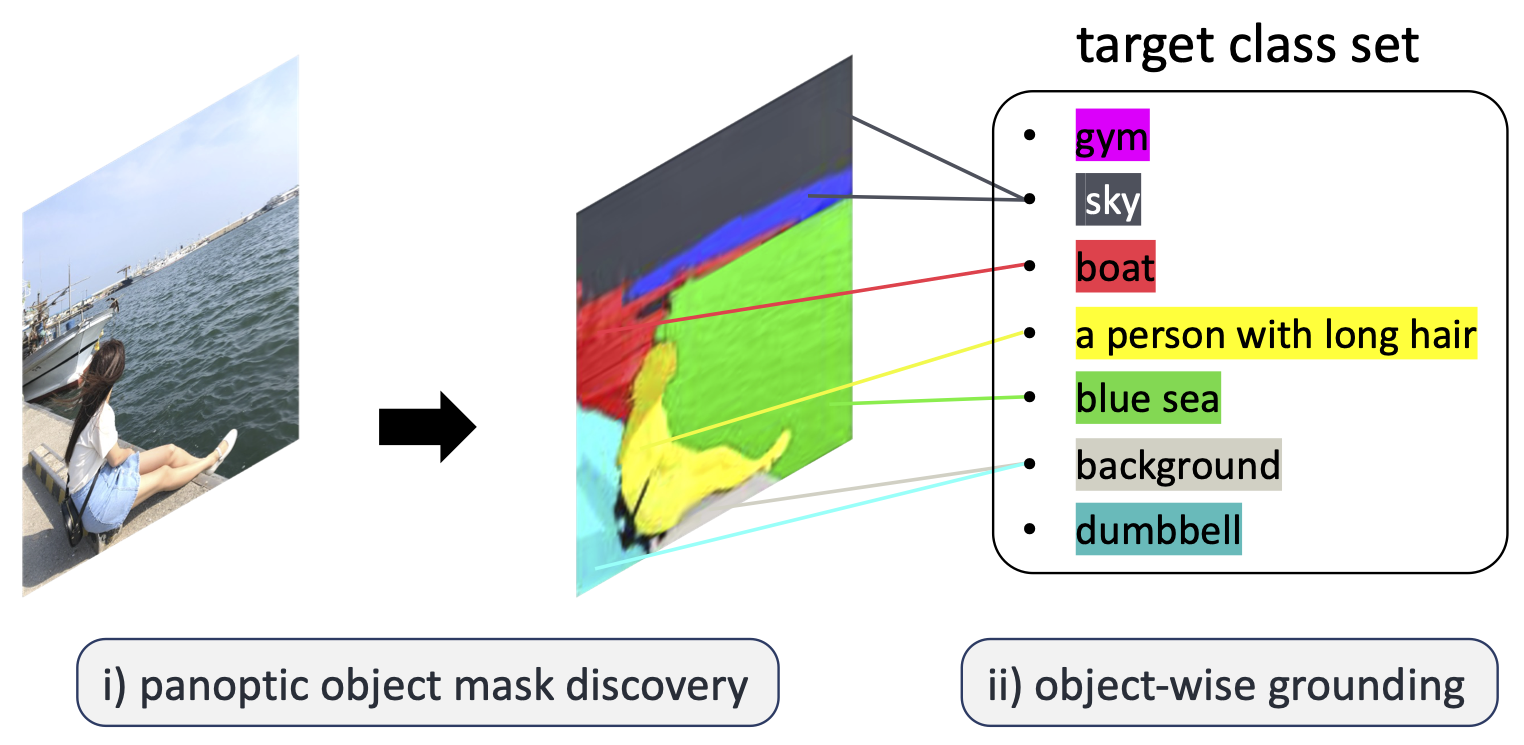 target class set
• gym
• sky
• boat
• a person with long hair
• blue sea
• background
• dumbbell
i) panoptic object mask discovery
ii) object-wise grounding